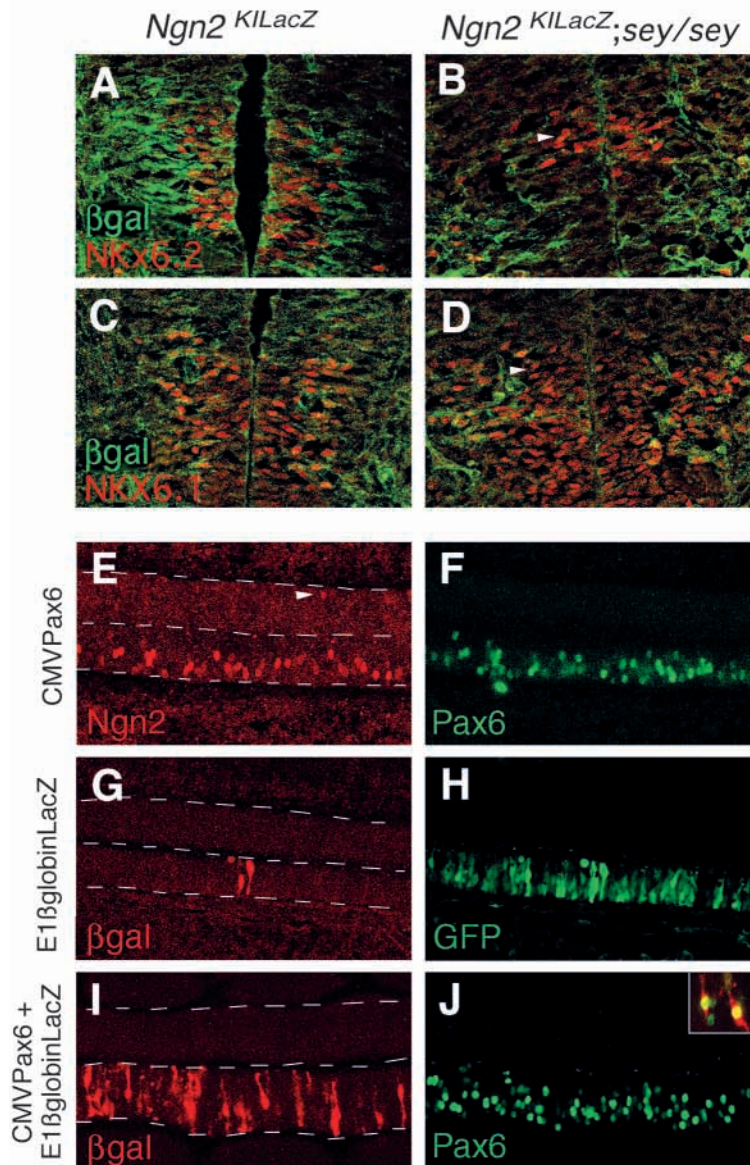 Ngn2 KILacZ
Ngn2 KILacZ;sey/sey
A
βgal
NKx6.2
B
C
βgal
NKX6.1
D
CMVPax6
E
Ngn2
F
Pax6
E1βglobinLacZ
G
βgal
H
GFP
CMVPax6 +
E1βglobinLacZ
I
βgal
J
Pax6